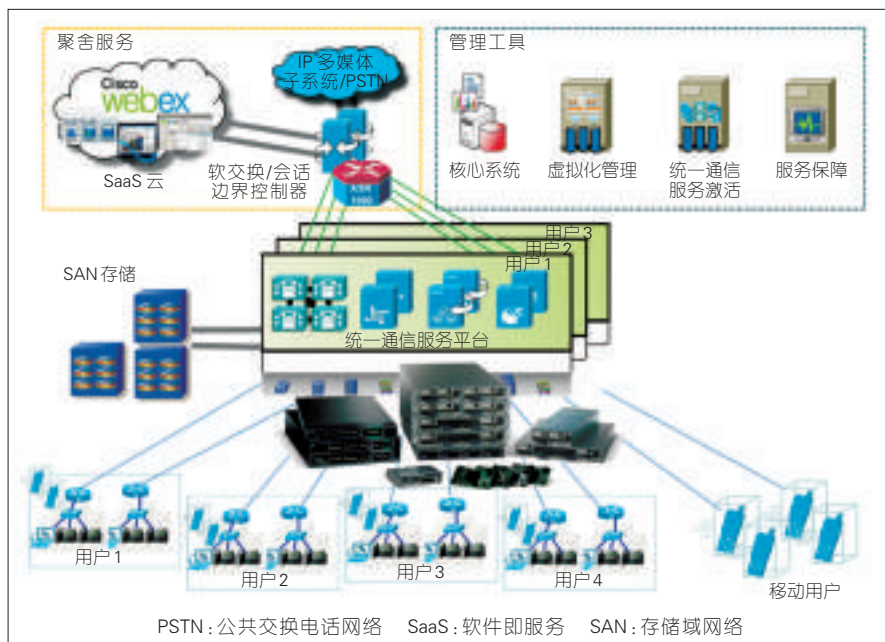 聚舍服务
Cisco
webex
SaaS 云
IP 多媒体
子系统/PSTN
软交换/会话
边界控制器
ASR
1000
管理工具
核心系统
虚拟化管理
统一通信
服务激活
服务保障
用户3
用户2
用户1
SAN 存储
统一通信服务平台
用户1
用户2
用户3
用户4
移动用户
PSTN:公共交换电话网络 SaaS:软件即服务 SAN:存储域网络